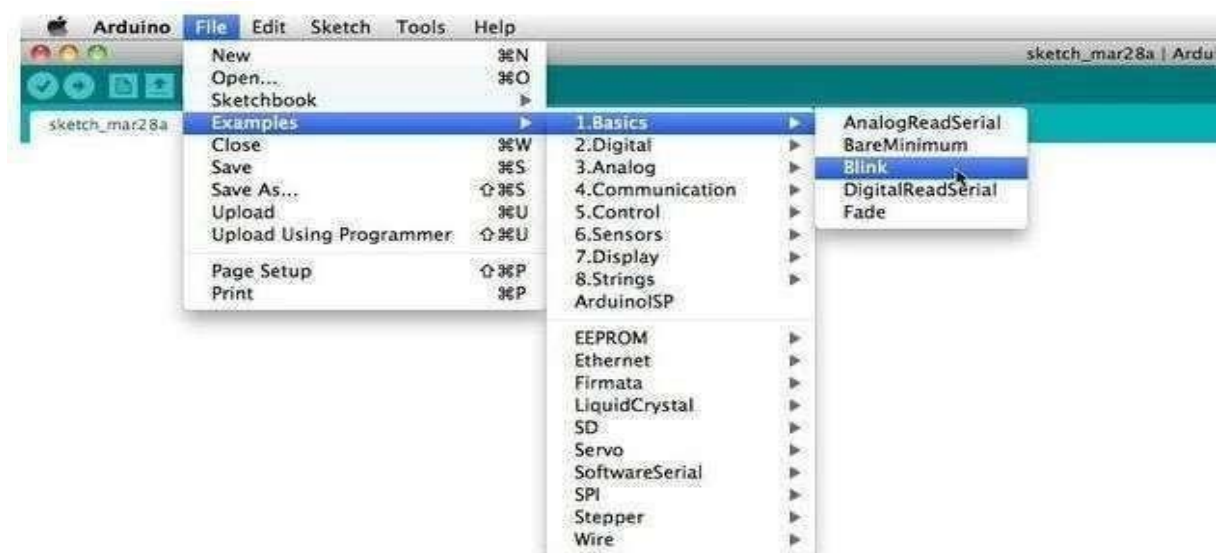 Arduino File Edit Sketch Tools Help
sketch_mar28a | Ardu
sketch_mar28a
New ⌘N
Open... ⌘O
Sketchbook
Examples
Close ⌘W
Save ⌘S
Save As... ⇧⌘S
Upload ⌘U
Upload Using Programmer ⇧⌘U
Page Setup ⇧⌘P
Print ⌘P
1.Basics
2.Digital
3.Analog
4.Communication
5.Control
6.Sensors
7.Display
8.Strings
ArduinoISP
EEPROM
Ethernet
Firmata
LiquidCrystal
SD
Servo
SoftwareSerial
SPI
Stepper
Wire
AnalogReadSerial
BareMinimum
Blink
DigitalReadSerial
Fade